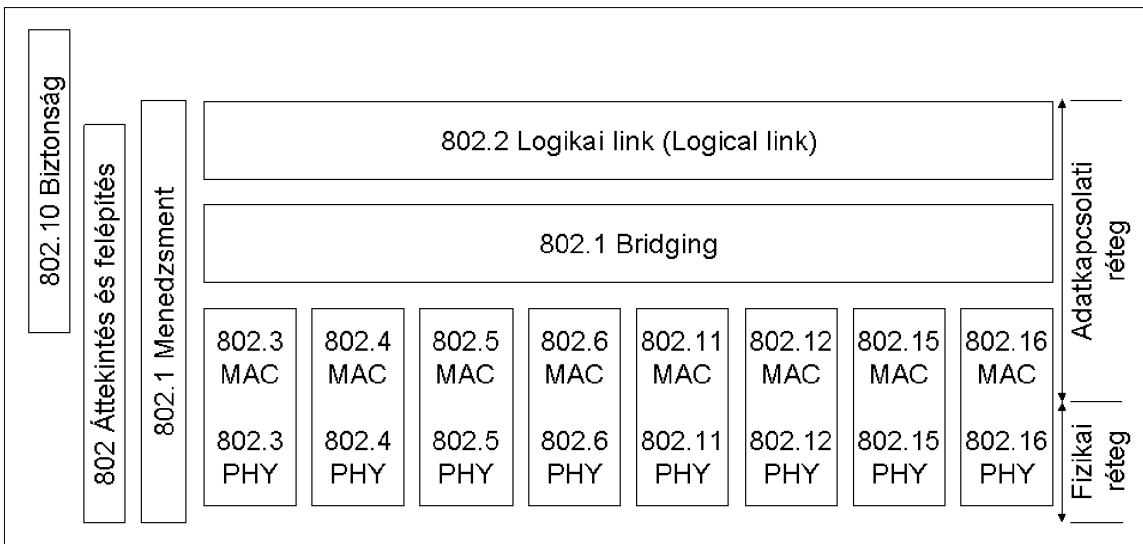 802.10 Biztonság
802 Áttekintés és felépítés
802.1 Menedzsment
802.2 Logikai link (Logical link)
802.1 Bridging
802.3 802.4 802.5 802.6 802.11 802.12 802.15 802.16
MAC MAC MAC MAC MAC MAC MAC MAC
802.3 802.4 802.5 802.6 802.11 802.12 802.15 802.16
PHY PHY PHY PHY PHY PHY PHY PHY
Adatkapcsolati
réteg
Fizikai
réteg